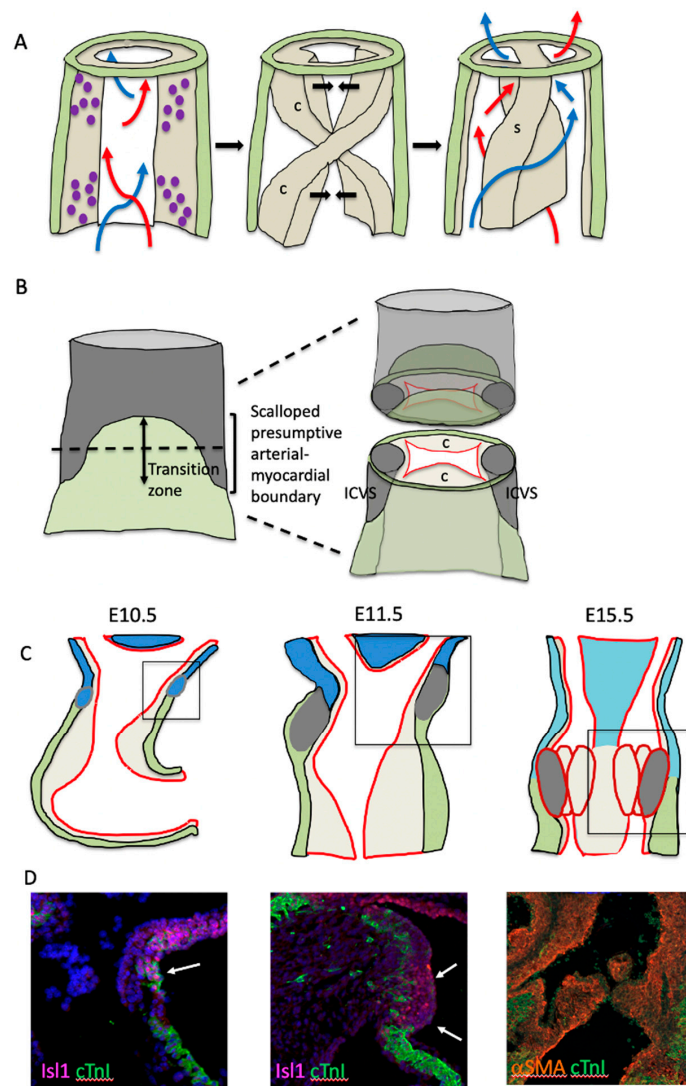 A
C
C
S
B
Transition
zone
Scalloped
presumptive
arterial-
myocardial
boundary
C
C
ICVS
ICVS
E10.5
E11.5
E15.5
C
D
Isl1 cTnI
Isl1 cTnI
αSMA cTnI